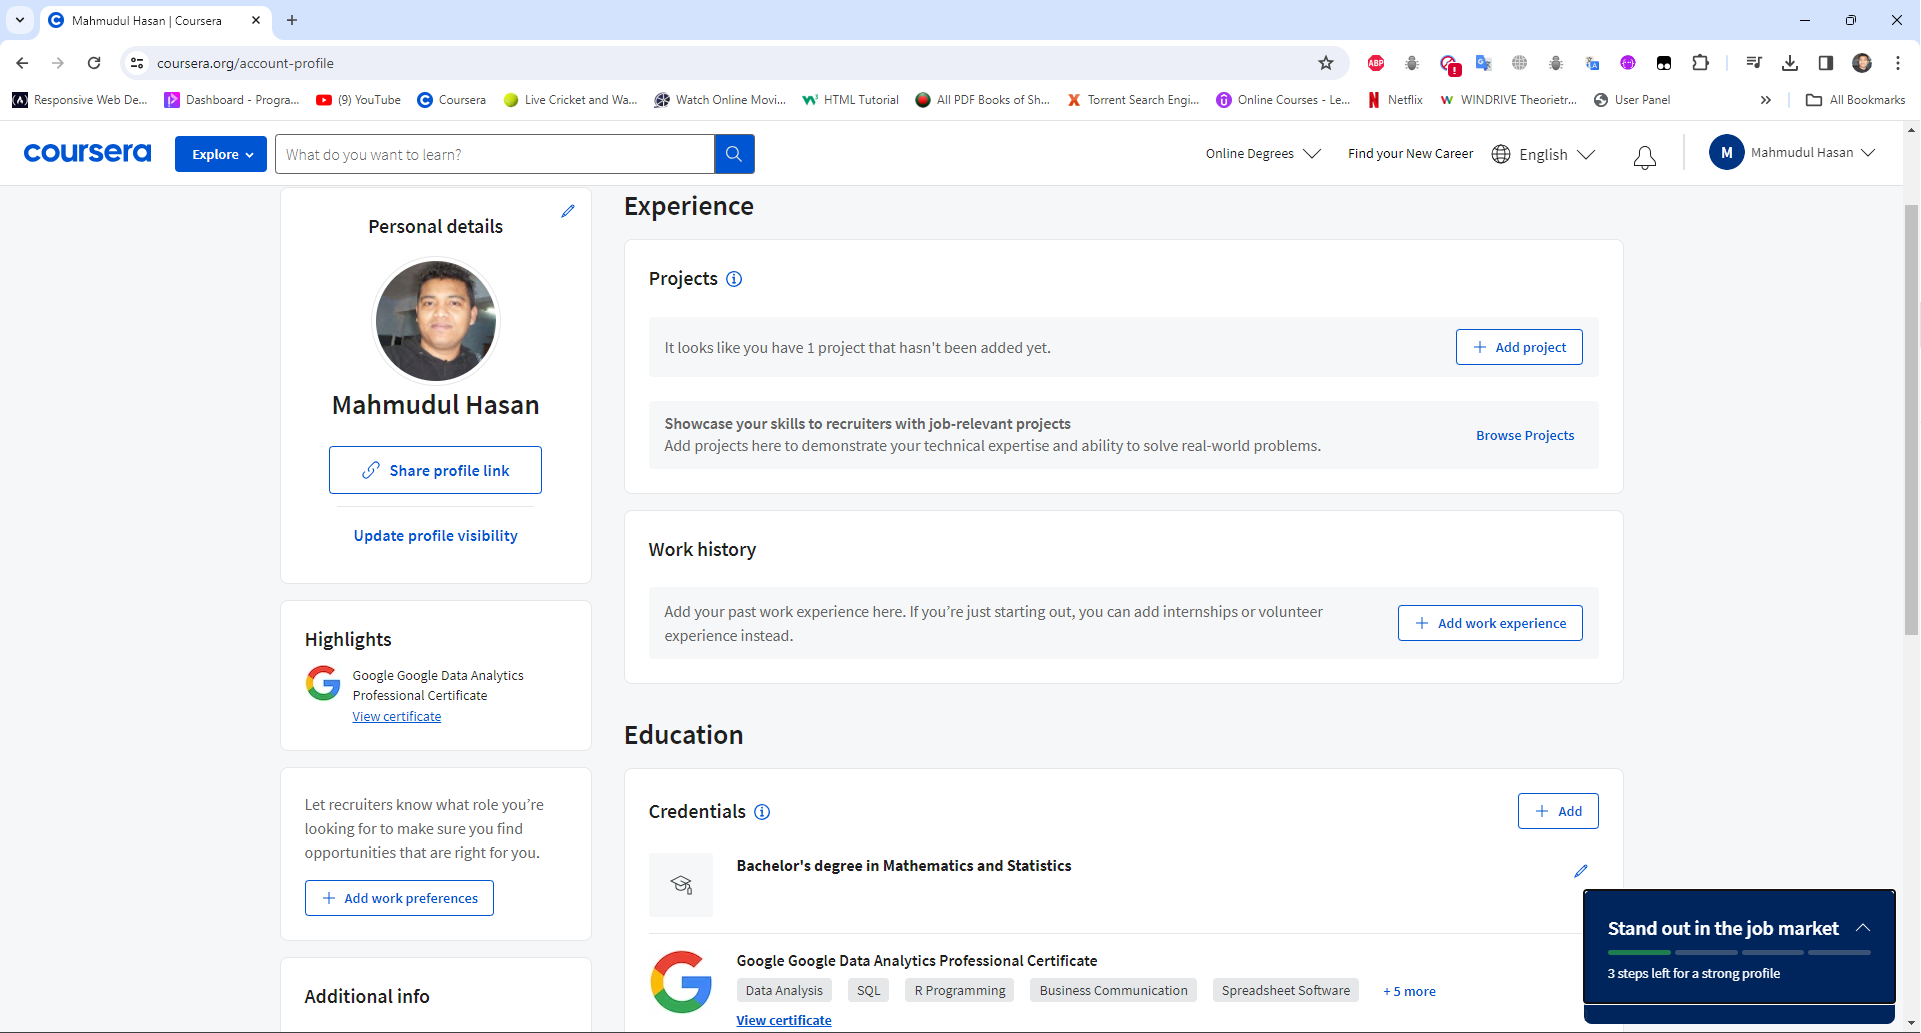 Mahmudul Hasan | Coursera
coursera.org/account-profile
ABP
Responsive Web De...
Dashboard - Progra...
(9) YouTube
Coursera
Live Cricket and Wa...
Watch Online Movi...
HTML Tutorial
All PDF Books of Sh...
Torrent Search Engi...
Online Courses - Le...
Netflix
WINDRIVE Theorietr...
User Panel
All Bookmarks
coursera
Explore
What do you want to learn?
Online Degrees
Find your New Career
English
M
Mahmudul Hasan
Personal details
Mahmudul Hasan
Share profile link
Update profile visibility
Highlights
Google Google Data Analytics
Professional Certificate
View certificate
Let recruiters know what role you’re
looking for to make sure you find
opportunities that are right for you.
+ Add work preferences
Additional info
Experience
Projects
It looks like you have 1 project that hasn't been added yet.
+ Add project
Showcase your skills to recruiters with job-relevant projects
Add projects here to demonstrate your technical expertise and ability to solve real-world problems.
Browse Projects
Work history
Add your past work experience here. If you’re just starting out, you can add internships or volunteer
experience instead.
+ Add work experience
Education
Credentials
+ Add
Bachelor's degree in Mathematics and Statistics
Google Google Data Analytics Professional Certificate
Data Analysis
SQL
R Programming
Business Communication
Spreadsheet Software
+ 5 more
View certificate
Stand out in the job market
3 steps left for a strong profile